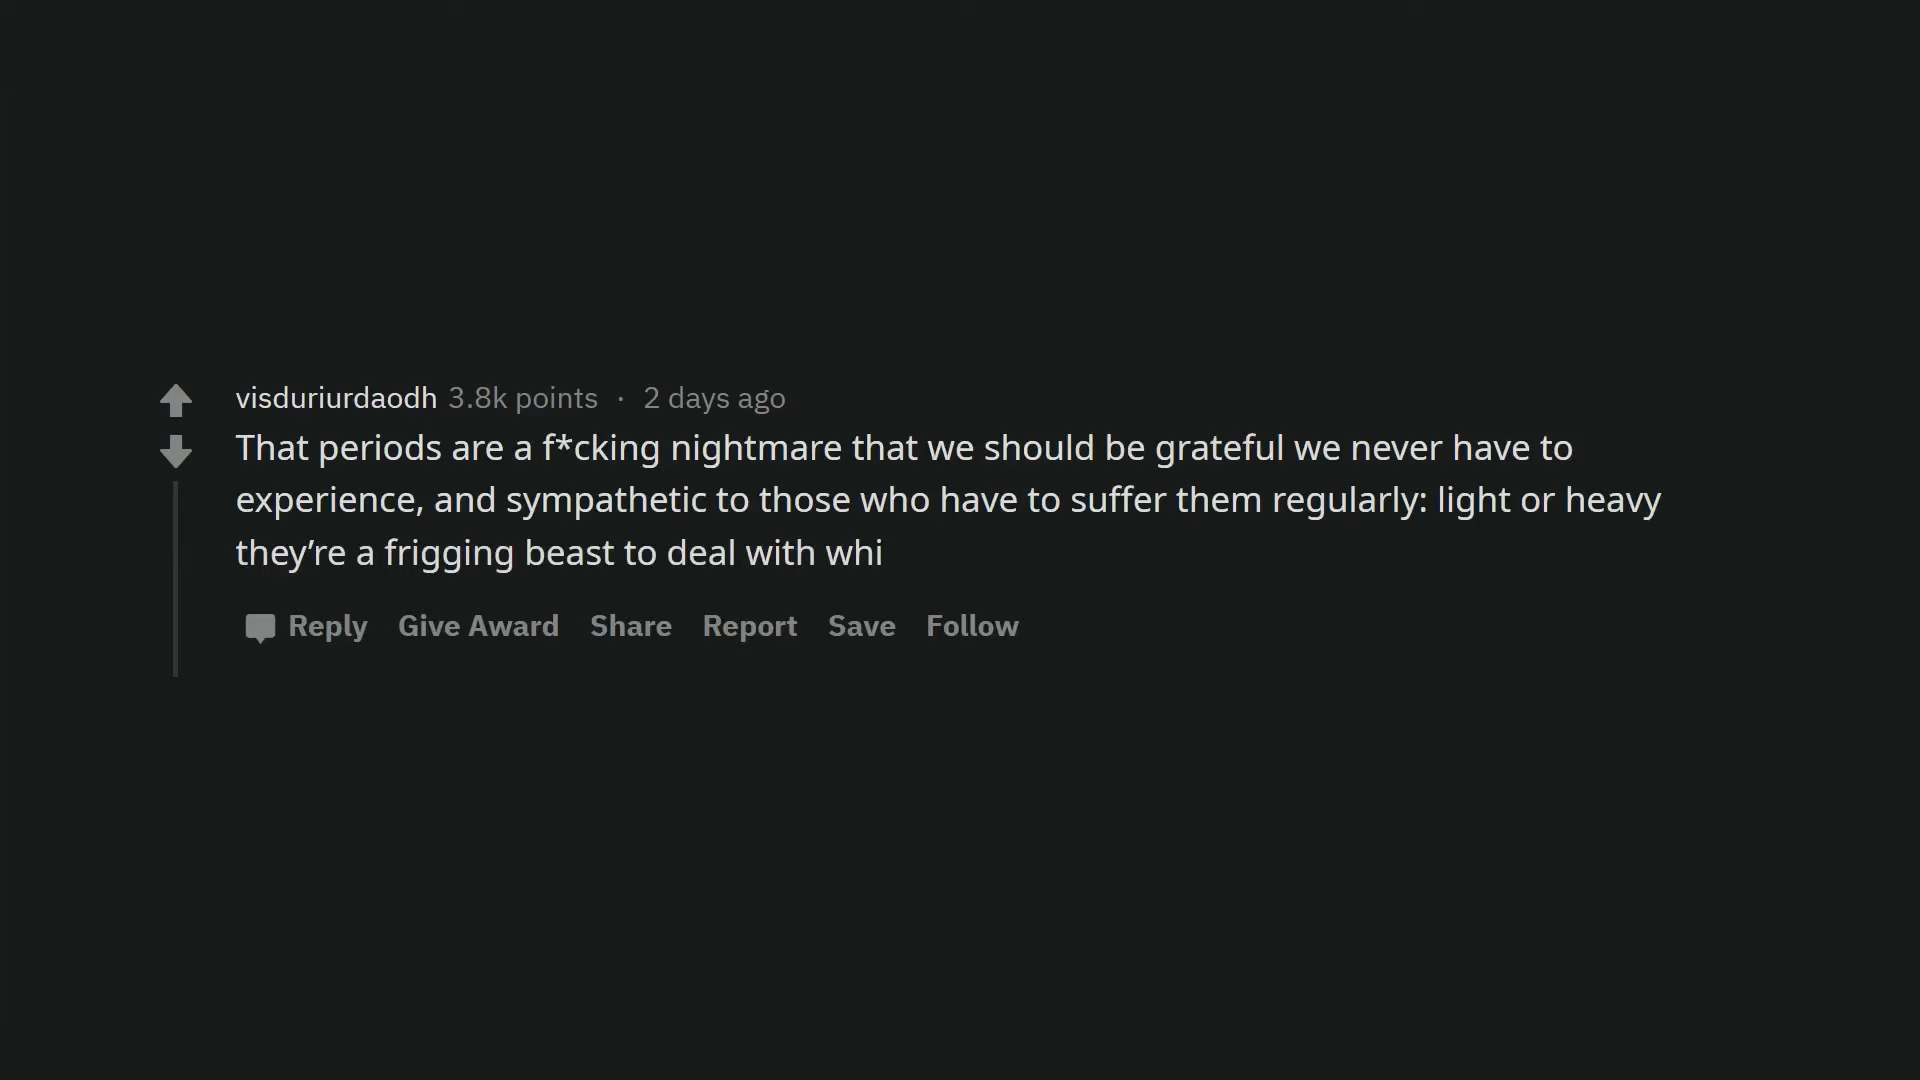 visduriurdaodh 3.8k points · 2 days ago
That periods are a f*cking nightmare that we should be grateful we never have to
experience, and sympathetic to those who have to suffer them regularly: light or heavy
they’re a frigging beast to deal with whi
Reply Give Award Share Report Save Follow